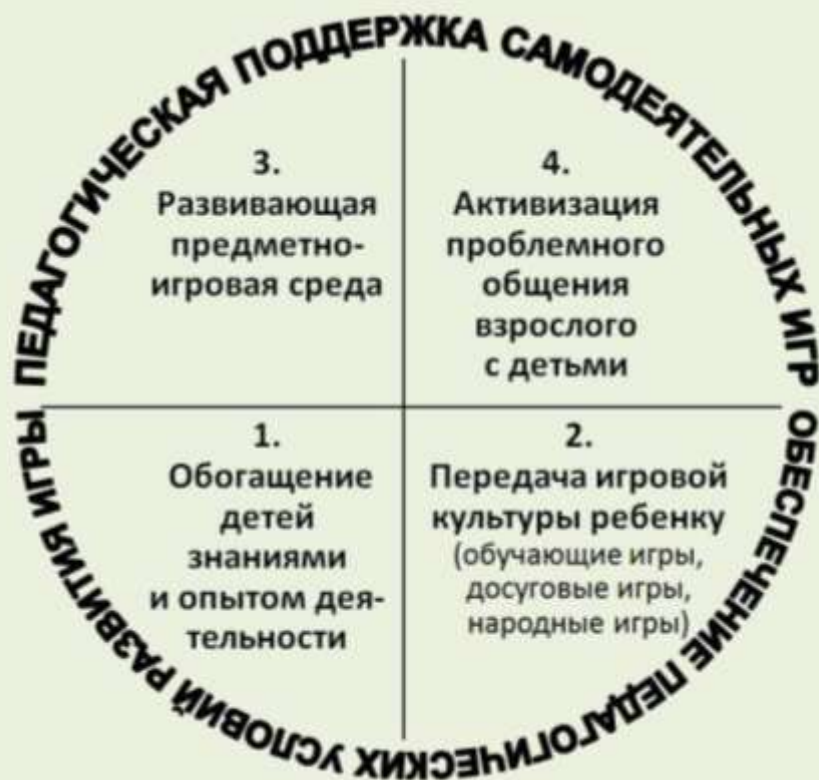 ПЕДАГОГИЧЕСКАЯ ПОДДЕРЖКА САМОДЕЯТЕЛЬНЫХ ИГР
3.
Развивающая
предметно-
игровая среда
4.
Активизация
проблемного
общения
взрослого
с детьми
1.
Обогащение
детей
знаниями
и опытом дея-
тельности
2.
Передача игровой
культуры ребенку
(обучающие игры,
досуговые игры,
народные игры)
ОБЕСПЕЧЕНИЕ ПЕДАГОГИЧЕСКИХ УСЛОВИЙ РАЗВИТИЯ ИГРЫ